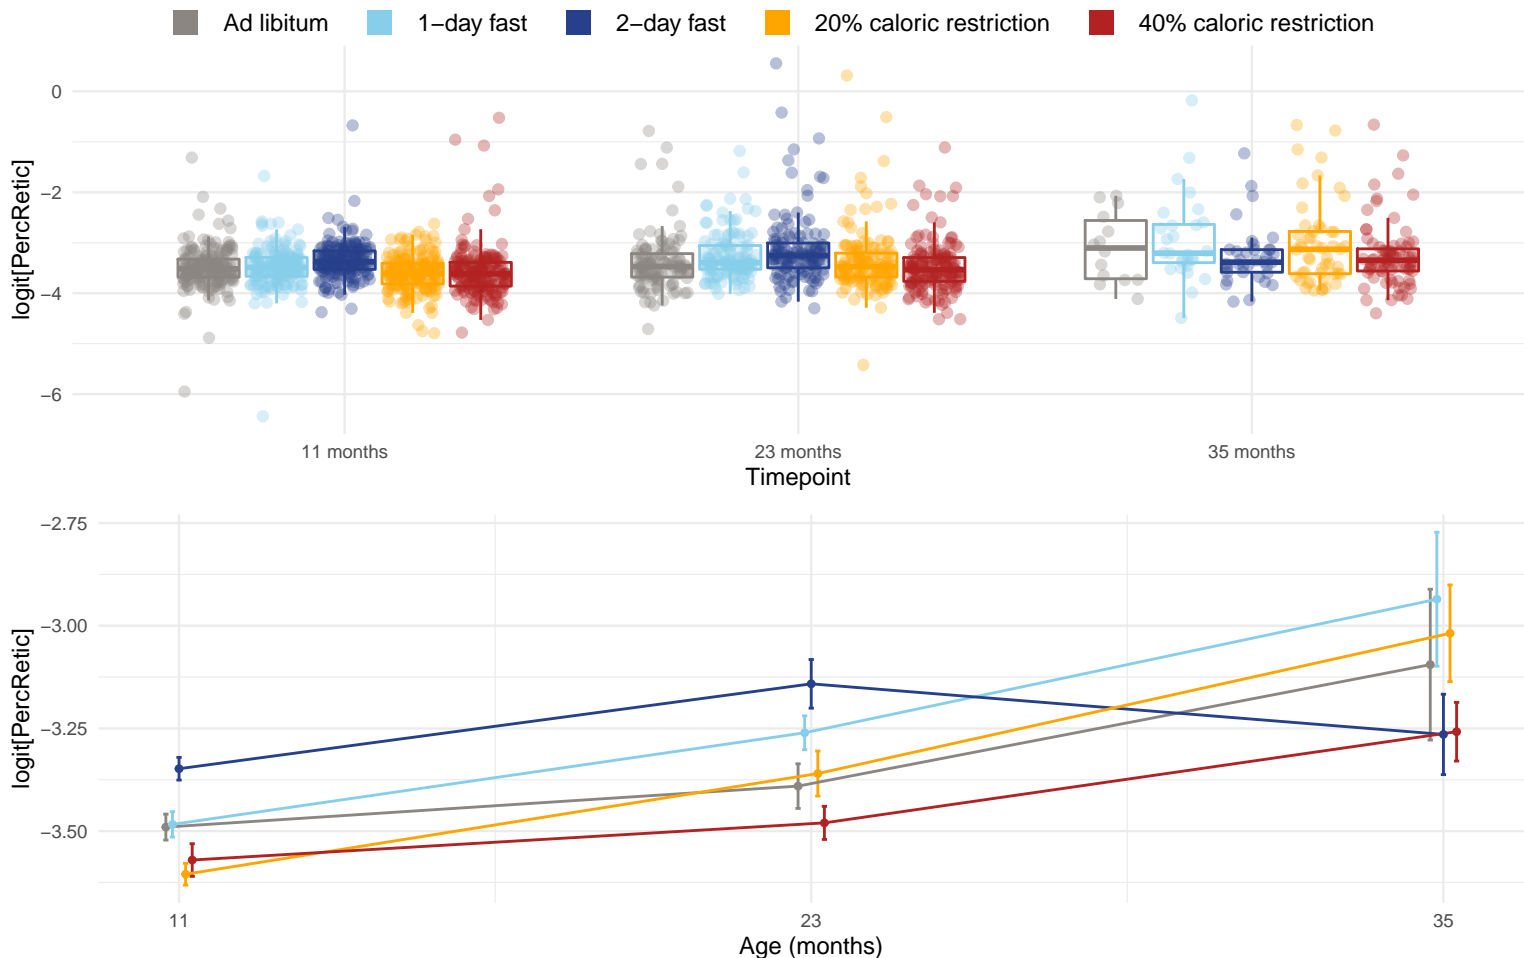 Ad libitum 1−day fast 2−day fast 20% caloric restriction 40% caloric restriction
logit[PercRetic]
0
−2
−4
−6
11 months 23 months 35 months
Timepoint
logit[PercRetic]
−2.75
−3.00
−3.25
−3.50
11 23 35
Age (months)